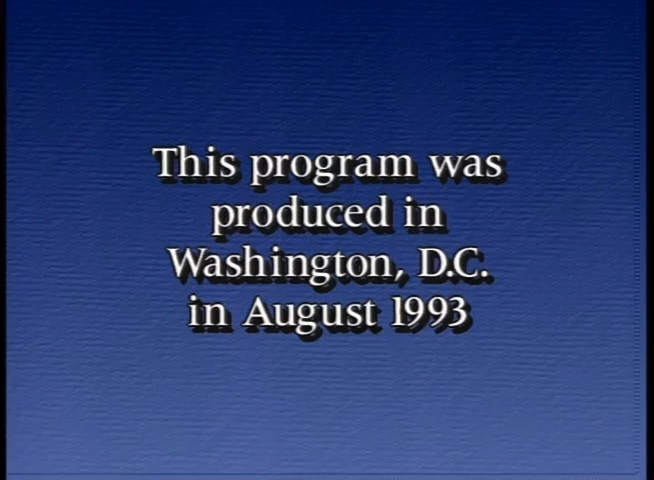 This program was
produced in
Washington, D.C.
in August 1993